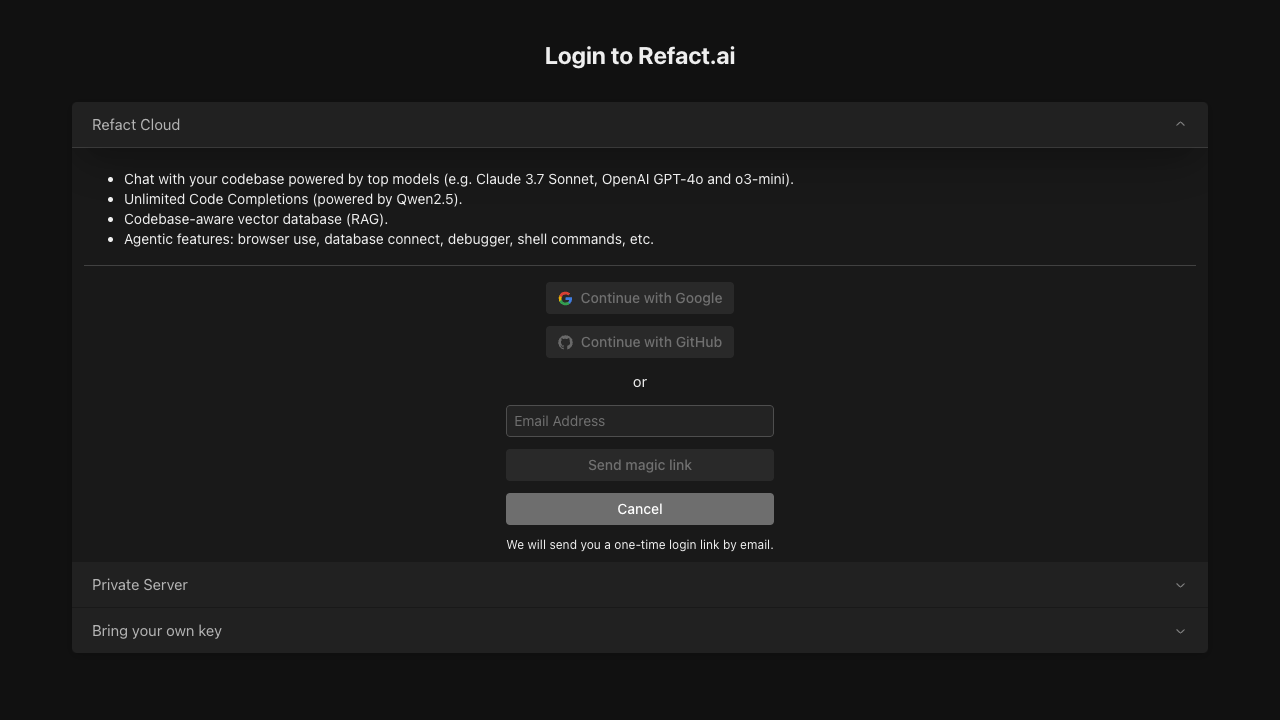 Login to Refact.ai
Refact Cloud
Chat with your codebase powered by top models (e.g. Claude 3.7 Sonnet, OpenAI GPT-4o and o3-mini).
Unlimited Code Completions (powered by Qwen2.5).
Codebase-aware vector database (RAG).
Agentic features: browser use, database connect, debugger, shell commands, etc.
Continue with Google
Continue with GitHub
or
Email Address
Send magic link
Cancel
We will send you a one-time login link by email.
Private Server
Bring your own key